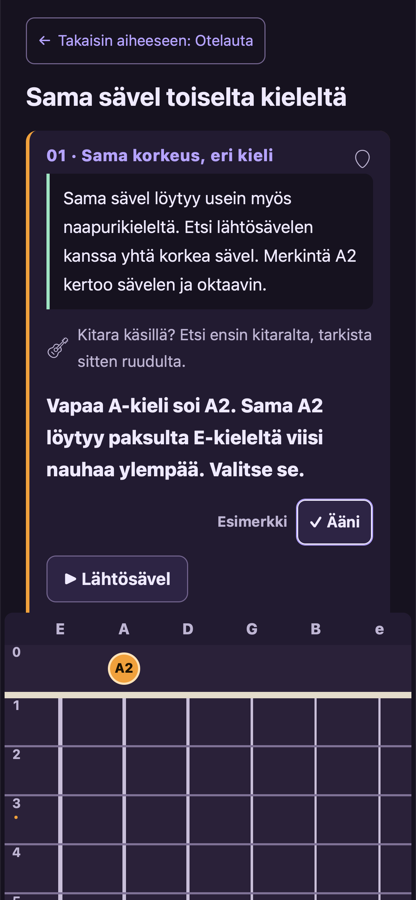 ← Takaisin aiheeseen: Otelauta
Sama sävel toiselta kieleltä
01 · Sama korkeus, eri kieli
Sama sävel löytyy usein myös
naapurikieleltä. Etsi lähtösävelen
kanssa yhtä korkea sävel. Merkintä A2
kertoo sävelen ja oktaavin.
Kitara käsillä? Etsi ensin kitaralta, tarkista
sitten ruudulta.
Vapaa A-kieli soi A2. Sama A2
löytyy paksulta E-kieleltä viisi
nauhaa ylempää. Valitse se.
Esimerkki ✓ Ääni
▶ Lähtösävel
E A D G B e
0 A2
1
2
3
4